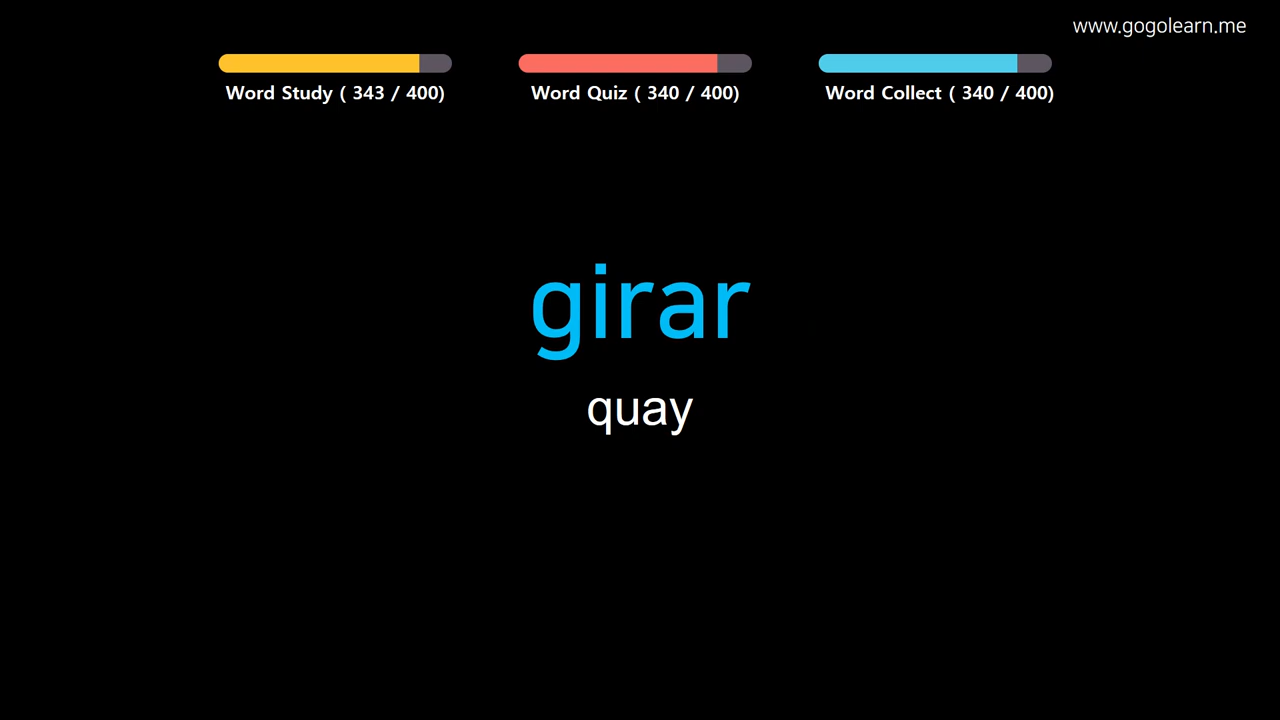 www.gogolearn.me
Word Study ( 343 / 400)
Word Quiz ( 340 / 400)
Word Collect ( 340 / 400)
girar
quay